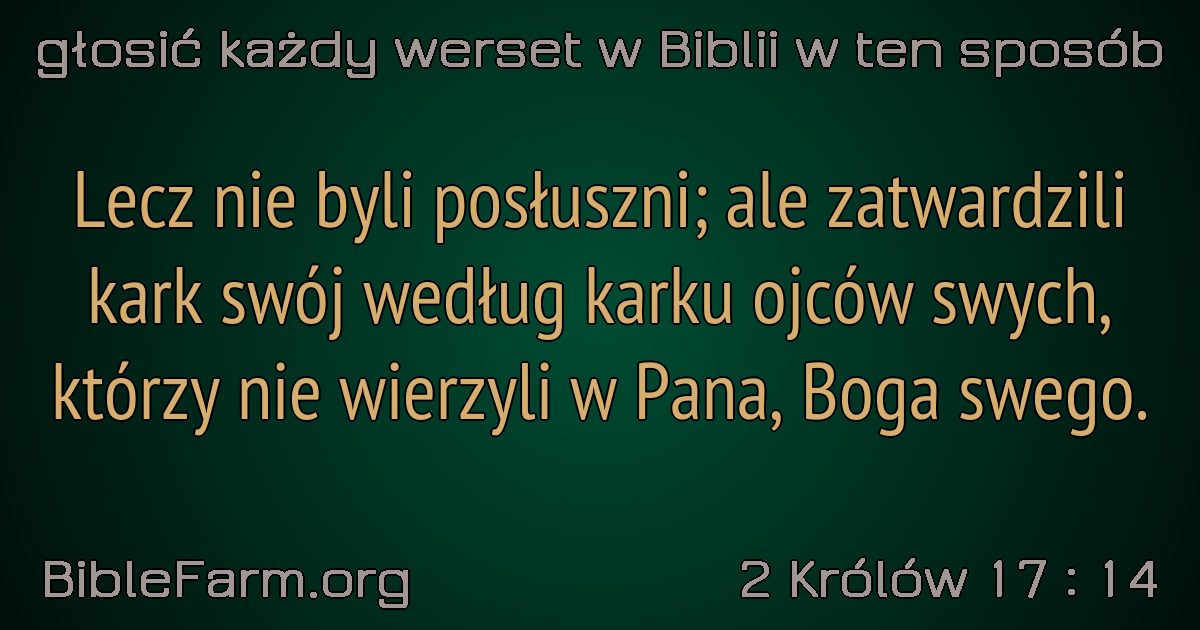 głosić każdy werset w Biblii w ten sposób
Lecz nie byli posłuszni; ale zatwardzili
kark swój według karku ojców swych,
którzy nie wierzyli w Pana, Boga swego.
BibleFarm.org
2 Królów 17 : 14